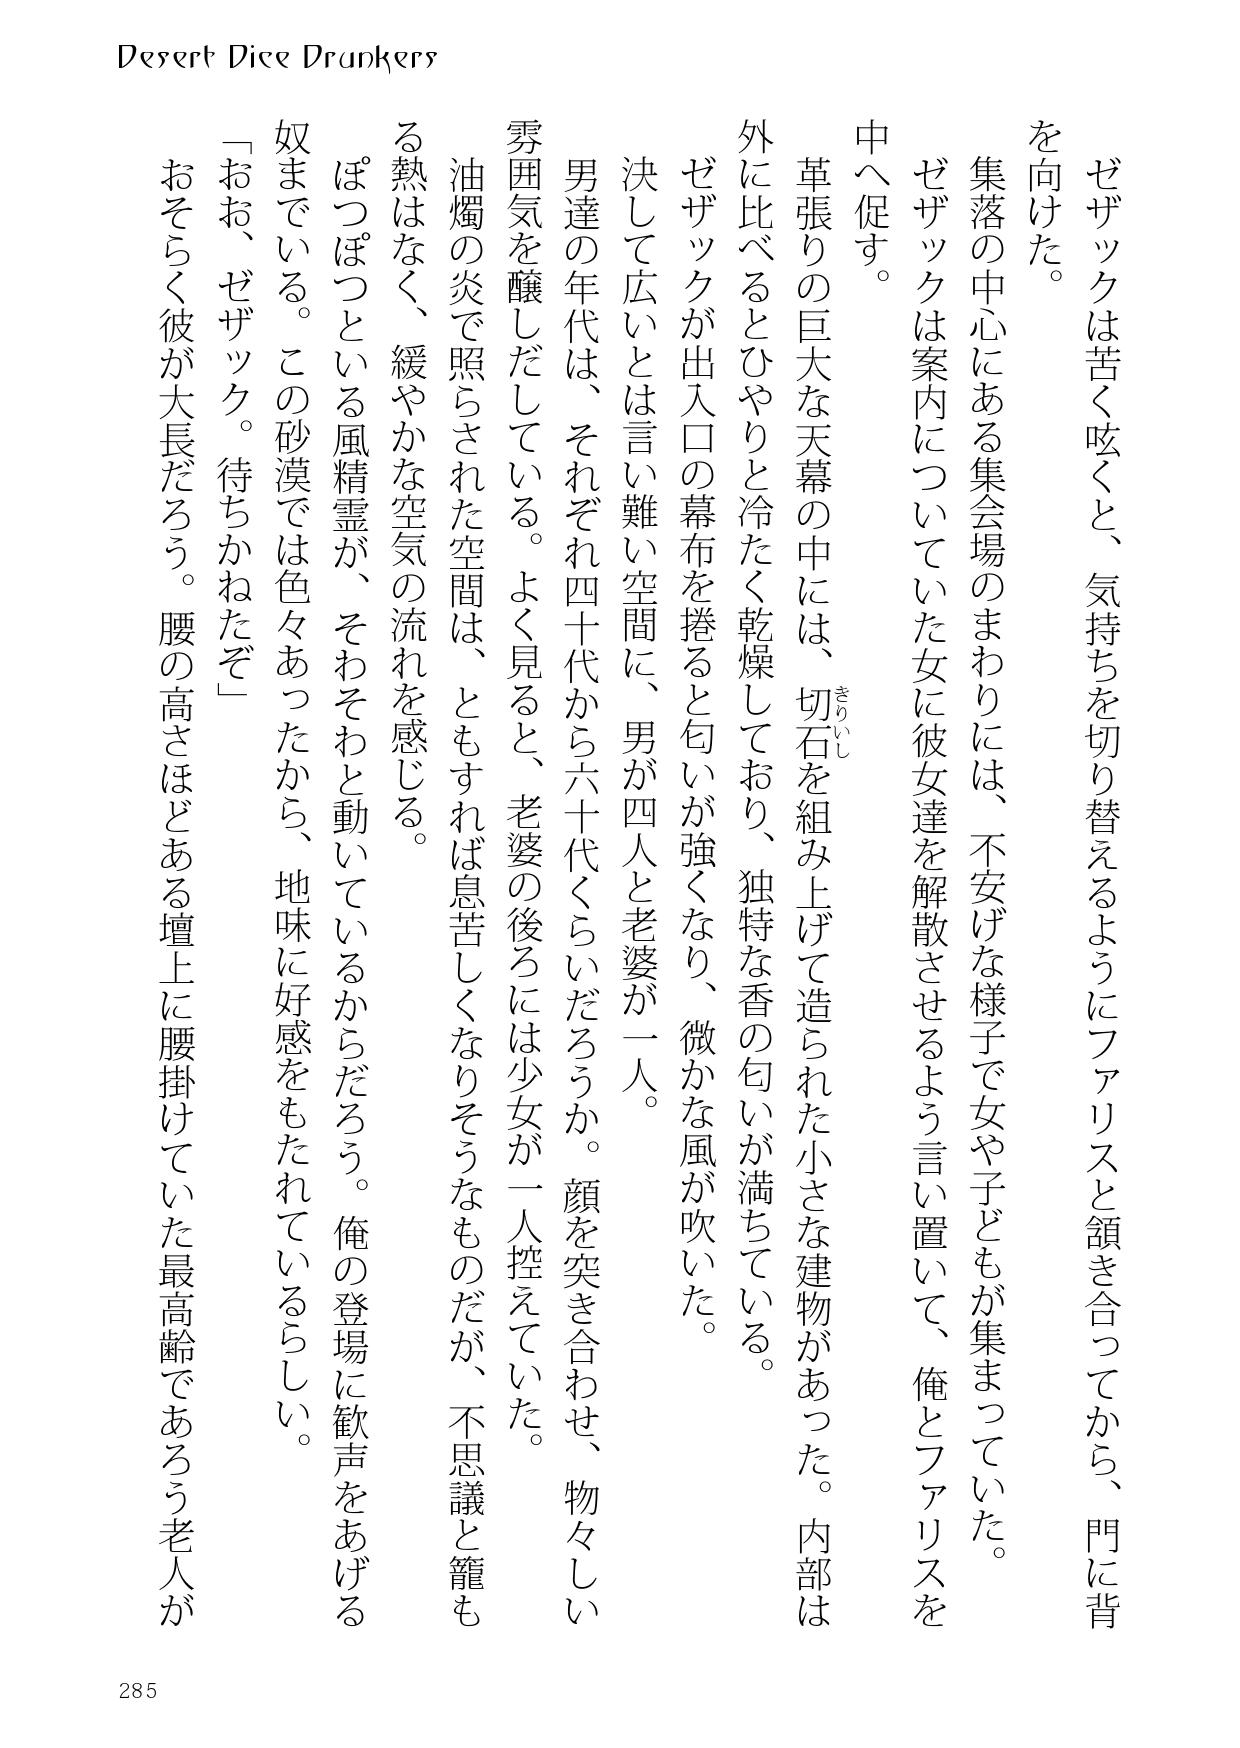 Desert Dice Drunkers
ゼザックは苦く呟くと、気持ちを切り替えるようにファリスと頷き合ってから、門に背
を向けた。
集落の中心にある集会場のまわりには、不安げな様子で女や子どもが集まっていた。
ゼザックは案内についていた女に彼女達を解散させるよう言い置いて、俺とファリスを
中へ促す。
革張りの巨大な天幕の中には、切石を組み上げて造られた小さな建物があった。内部は
きりいし
外に比べるとひやりと冷たく乾燥しており、独特な香の匂いが満ちている。
ゼザックが出入口の幕布を捲ると匂いが強くなり、微かな風が吹いた。
決して広いとは言い難い空間に、男が四人と老婆が一人。
男達の年代は、それぞれ四十代から六十代くらいだろうか。顔を突き合わせ、物々しい
雰囲気を醸しだしている。よく見ると、老婆の後ろには少女が一人控えていた。
油燭の炎で照らされた空間は、ともすれば息苦しくなりそうなものだが、不思議と籠も
る熱はなく、緩やかな空気の流れを感じる。
ぽつぽつといる風精霊が、そわそわと動いているからだろう。俺の登場に歓声をあげる
奴までいる。この砂漠では色々あったから、地味に好感をもたれているらしい。
「おお、ゼザック。待ちかねたぞ」
おそらく彼が大長だろう。腰の高さほどある壇上に腰掛けていた最高齢であろう老人が
285